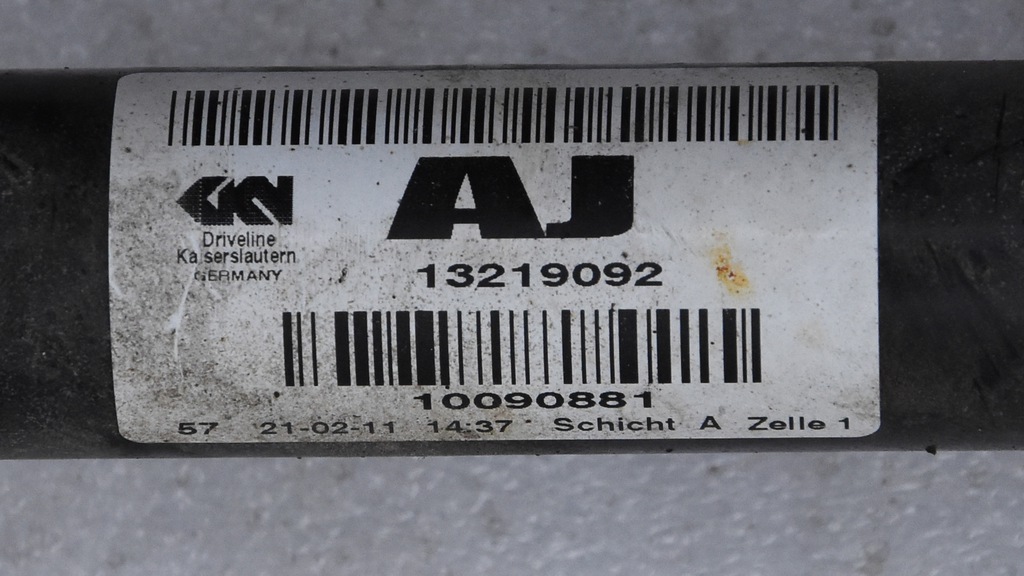 GKN
Driveline
Kaiserslautern
GERMANY
AJ
13219092
10090881
57 21-02-11 14:37 Schicht A Zelle 1